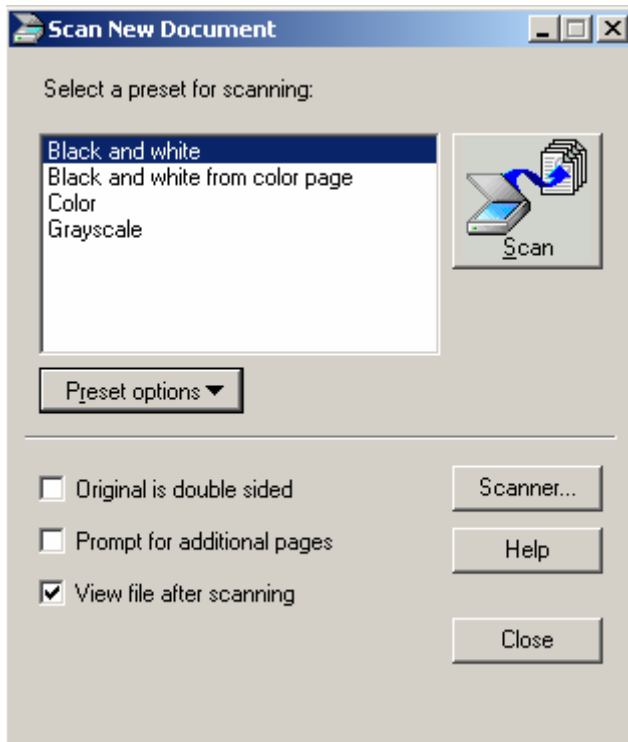 Scan New Document
Select a preset for scanning:
Black and white
Black and white from color page
Color
Grayscale
Scan
Preset options
Original is double sided
Scanner...
Prompt for additional pages
Help
View file after scanning
Close